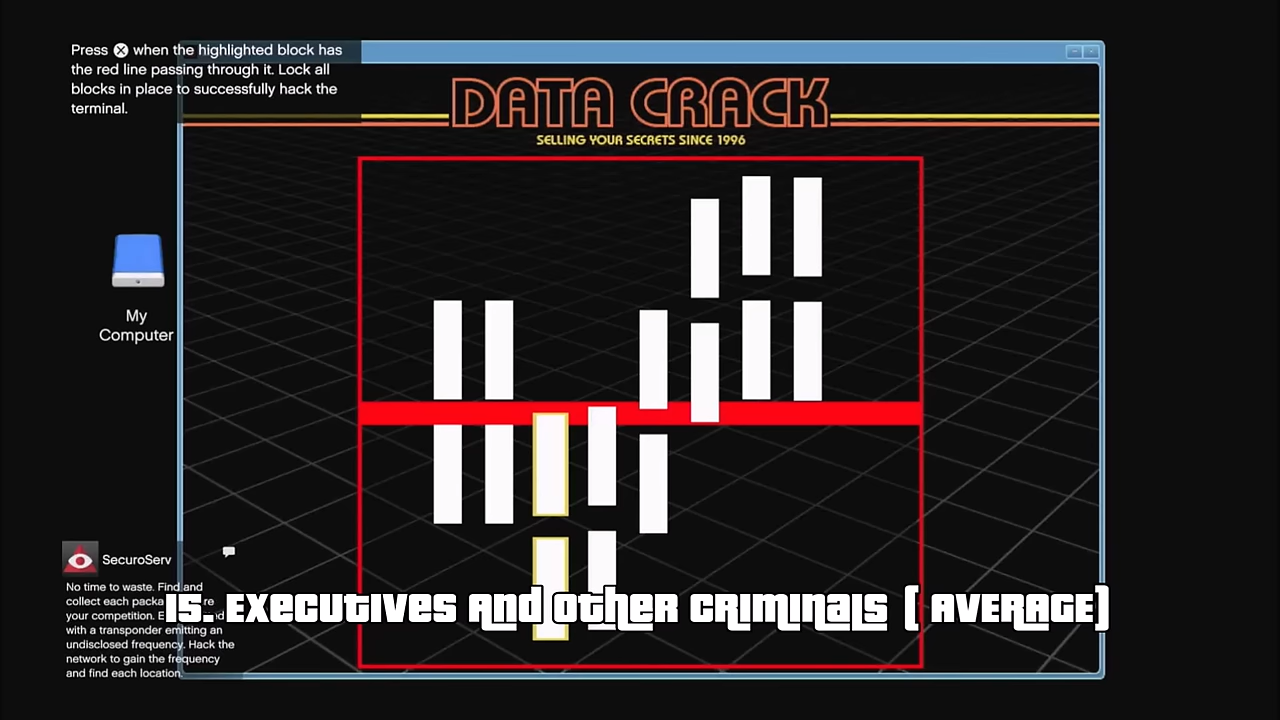 Press ⓧ when the highlighted block has
the red line passing through it. Lock all
blocks in place to successfully hack the
terminal.
DATA CRACK
SELLING YOUR SECRETS SINCE 1996
My
Computer
SecuroServ
No time to waste. Find and
collect each packa re
your competition. E nd
with a transponder emitting an
undisclosed frequency. Hack the
network to gain the frequency
and find each location.
15. EXECUTIVES AND OTHER CRIMINALS ( AVERAGE)